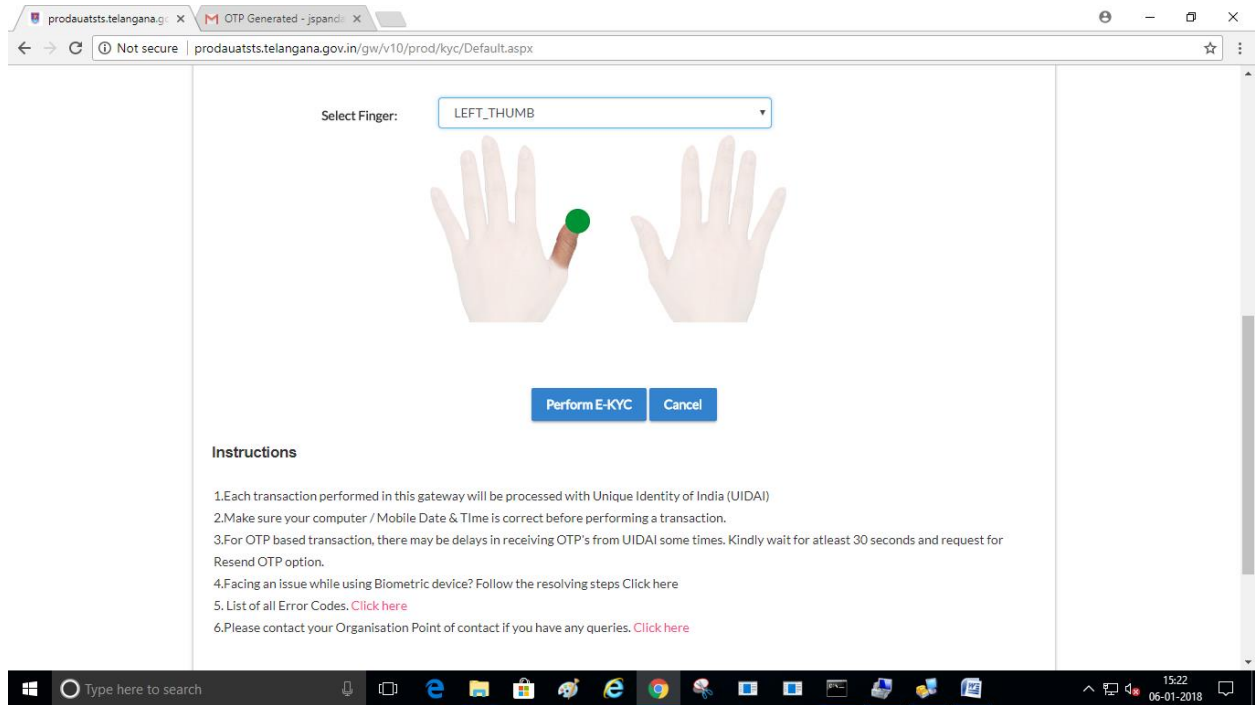 prodauatsts.telangana.go
OTP Generated - jspanda
Not secure prodauatsts.telangana.gov.in/gw/v10/prod/kyc/Default.aspx
Select Finger: LEFT_THUMB
Perform E-KYC Cancel
Instructions
1.Each transaction performed in this gateway will be processed with Unique Identity of India (UIDAI)
2.Make sure your computer / Mobile Date & TIme is correct before performing a transaction.
3.For OTP based transaction, there may be delays in receiving OTP's from UIDAI some times. Kindly wait for atleast 30 seconds and request for
Resend OTP option.
4.Facing an issue while using Biometric device? Follow the resolving steps Click here
5. List of all Error Codes. Click here
6.Please contact your Organisation Point of contact if you have any queries. Click here
Type here to search
15:22
06-01-2018